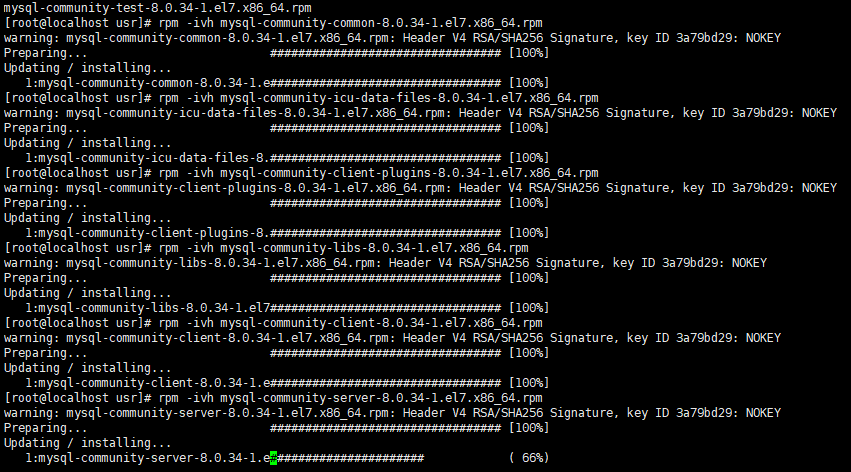 mysql-community-test-8.0.34-1.el7.x86_64.rpm
[root@localhost usr]# rpm -ivh mysql-community-common-8.0.34-1.el7.x86_64.rpm
warning: mysql-community-common-8.0.34-1.el7.x86_64.rpm: Header V4 RSA/SHA256 Signature, key ID 3a79bd29: NOKEY
Preparing...                          ################################# [100%]
Updating / installing...
   1:mysql-community-common-8.0.34-1.e################################# [100%]
[root@localhost usr]# rpm -ivh mysql-community-icu-data-files-8.0.34-1.el7.x86_64.rpm
warning: mysql-community-icu-data-files-8.0.34-1.el7.x86_64.rpm: Header V4 RSA/SHA256 Signature, key ID 3a79bd29: NOKEY
Preparing...                          ################################# [100%]
Updating / installing...
   1:mysql-community-icu-data-files-8.################################# [100%]
[root@localhost usr]# rpm -ivh mysql-community-client-plugins-8.0.34-1.el7.x86_64.rpm
warning: mysql-community-client-plugins-8.0.34-1.el7.x86_64.rpm: Header V4 RSA/SHA256 Signature, key ID 3a79bd29: NOKEY
Preparing...                          ################################# [100%]
Updating / installing...
   1:mysql-community-client-plugins-8.################################# [100%]
[root@localhost usr]# rpm -ivh mysql-community-libs-8.0.34-1.el7.x86_64.rpm
warning: mysql-community-libs-8.0.34-1.el7.x86_64.rpm: Header V4 RSA/SHA256 Signature, key ID 3a79bd29: NOKEY
Preparing...                          ################################# [100%]
Updating / installing...
   1:mysql-community-libs-8.0.34-1.el7################################# [100%]
[root@localhost usr]# rpm -ivh mysql-community-client-8.0.34-1.el7.x86_64.rpm
warning: mysql-community-client-8.0.34-1.el7.x86_64.rpm: Header V4 RSA/SHA256 Signature, key ID 3a79bd29: NOKEY
Preparing...                          ################################# [100%]
Updating / installing...
   1:mysql-community-client-8.0.34-1.e################################# [100%]
[root@localhost usr]# rpm -ivh mysql-community-server-8.0.34-1.el7.x86_64.rpm
warning: mysql-community-server-8.0.34-1.el7.x86_64.rpm: Header V4 RSA/SHA256 Signature, key ID 3a79bd29: NOKEY
Preparing...                          ################################# [100%]
Updating / installing...
   1:mysql-community-server-8.0.34-1.e######################            ( 66%)